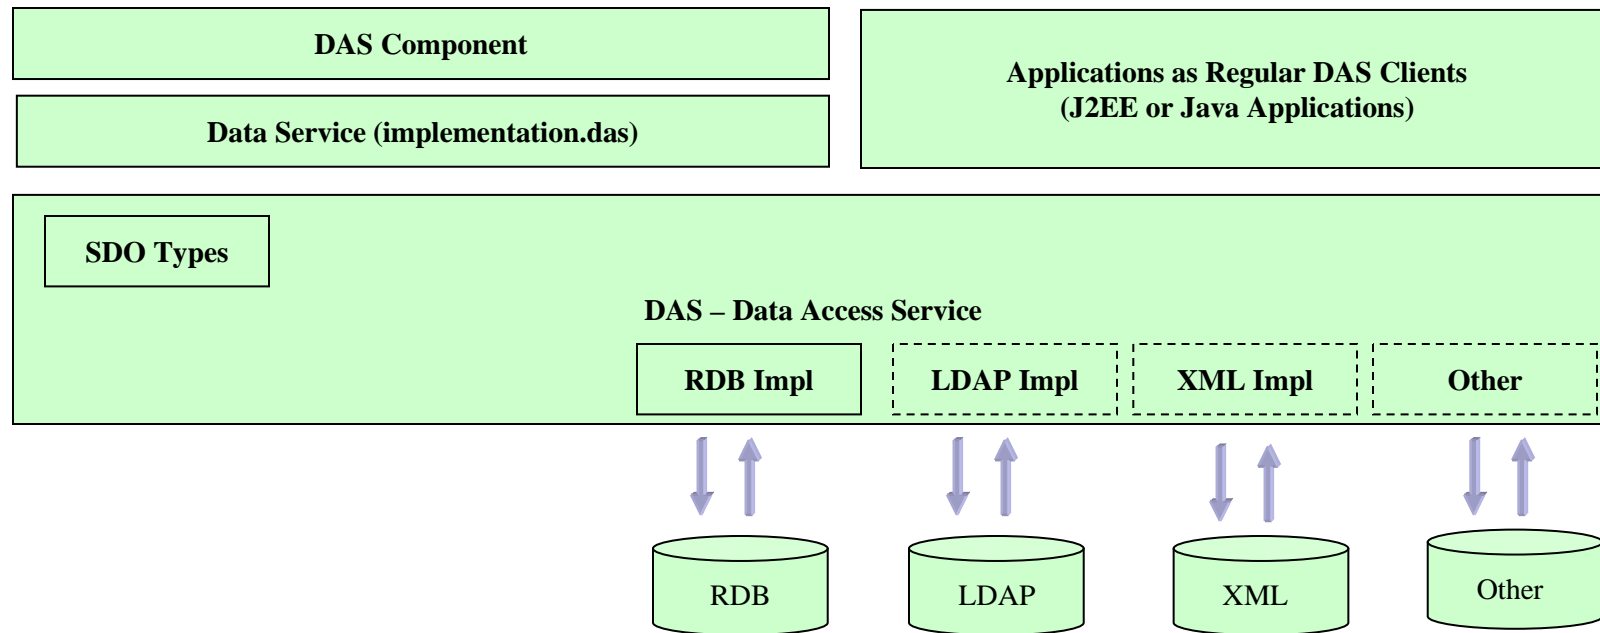 DAS Component
Data Service (implementation.das)
Applications as Regular DAS Clients
(J2EE or Java Applications)
SDO Types
DAS – Data Access Service
RDB Impl
LDAP Impl
XML Impl
Other
RDB
LDAP
XML
Other